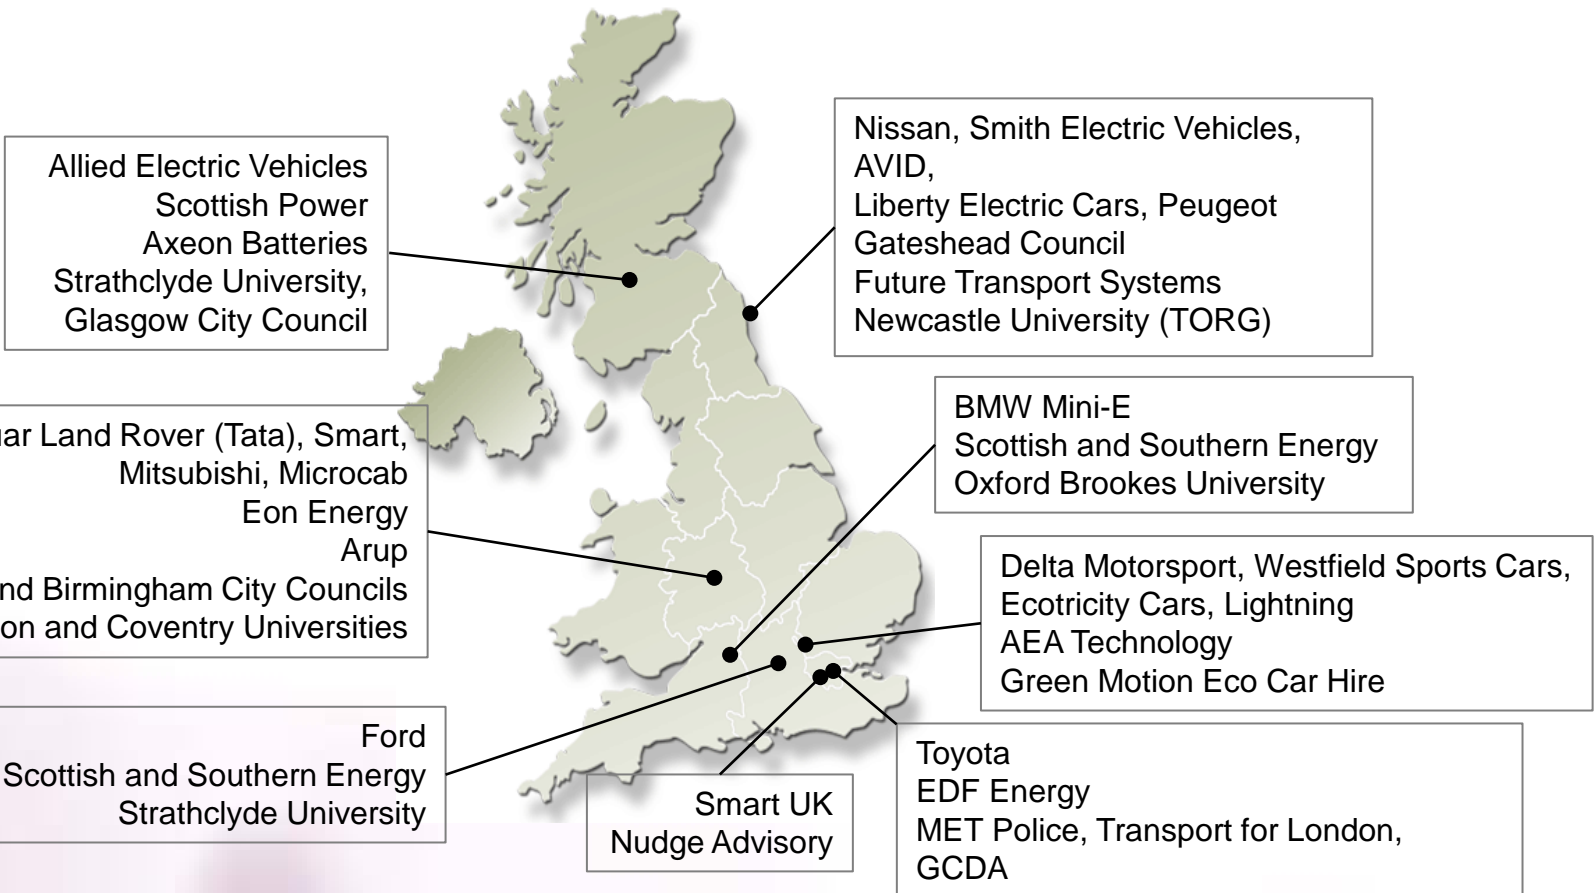 Allied Electric Vehicles
Scottish Power
Axeon Batteries
Strathclyde University,
Glasgow City Council
Nissan, Smith Electric Vehicles,
AVID,
Liberty Electric Cars, Peugeot
Gateshead Council
Future Transport Systems
Newcastle University (TORG)
Land Rover (Tata), Smart,
Mitsubishi, Microcab
Eon Energy
Arup
Birmingham City Councils
and Coventry Universities
BMW Mini-E
Scottish and Southern Energy
Oxford Brookes University
Delta Motorsport, Westfield Sports Cars,
Ecotricity Cars, Lightning
AEA Technology
Green Motion Eco Car Hire
Ford
Scottish and Southern Energy
Strathclyde University
Smart UK
Nudge Advisory
Toyota
EDF Energy
MET Police, Transport for London,
GCDA